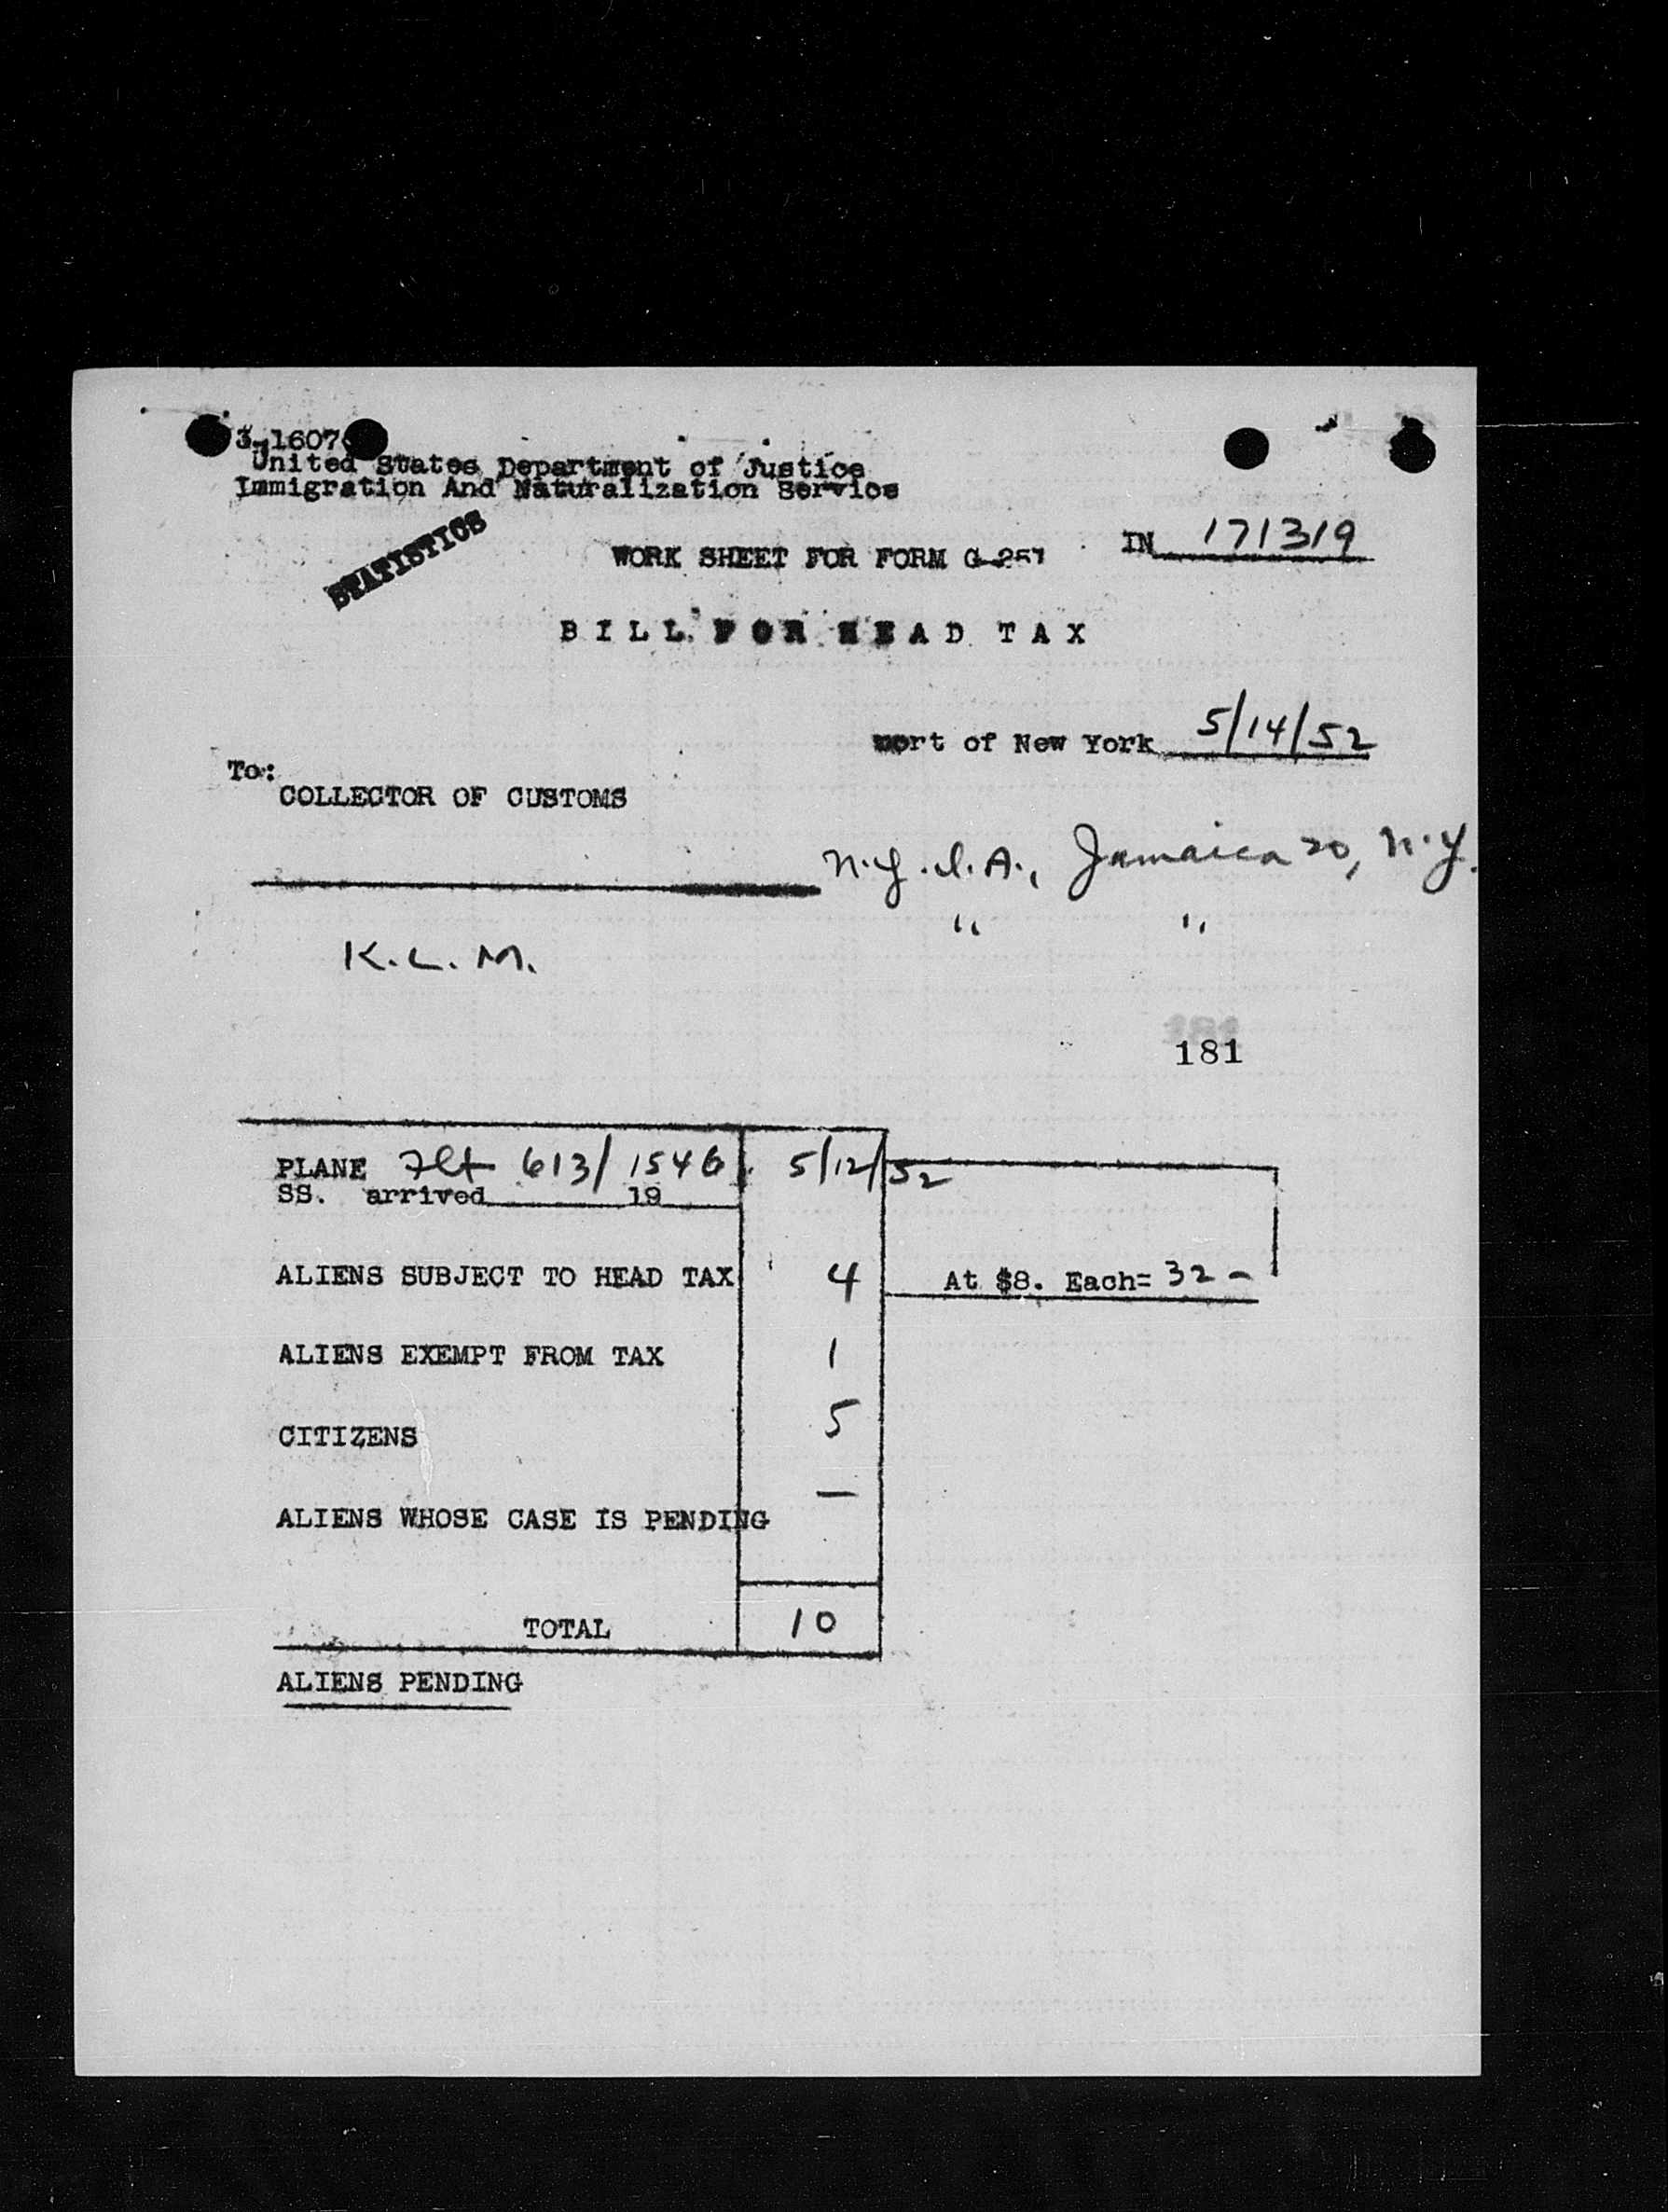 3-1607
United States Department of Justice
Immigration And Naturalization Service
STATISTICS
WORK SHEET FOR FORM G-257
IN 171319
BILL FOR HEAD TAX
Port of New York 5/14/52
To:
COLLECTOR OF CUSTOMS
N.Y.I.A., Jamaica 20, N.Y.
" "
K.L.M.
181
PLANE Flt 613/ 1546 5/12/52
SS. arrived 19
ALIENS SUBJECT TO HEAD TAX 4 At $8. Each= 32 -
ALIENS EXEMPT FROM TAX 1
CITIZENS 5
ALIENS WHOSE CASE IS PENDING —
TOTAL 10
ALIENS PENDING